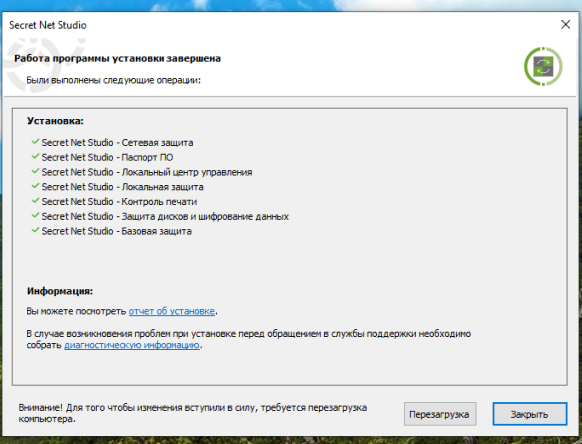 Secret Net Studio
Работа программы установки завершена
Были выполнены следующие операции:
Установка:
Secret Net Studio - Сетевая защита
Secret Net Studio - Паспорт ПО
Secret Net Studio - Локальный центр управления
Secret Net Studio - Локальная защита
Secret Net Studio - Контроль печати
Secret Net Studio - Защита дисков и шифрование данных
Secret Net Studio - Базовая защита
Информация:
Вы можете посмотреть отчет об установке.
В случае возникновения проблем при установке перед обращением в службы поддержки необходимо
собрать диагностическую информацию.
Внимание! Для того чтобы изменения вступили в силу, требуется перезагрузка
компьютера.
Перезагрузка
Закрыть